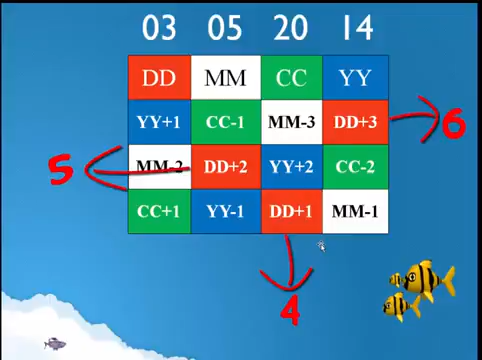 03 05 20 14
DD MM CC YY
YY+1 CC-1 MM-3 DD+3
6
5
MM-2 DD+2 YY+2 CC-2
CC+1 YY-1 DD+1 MM-1
4